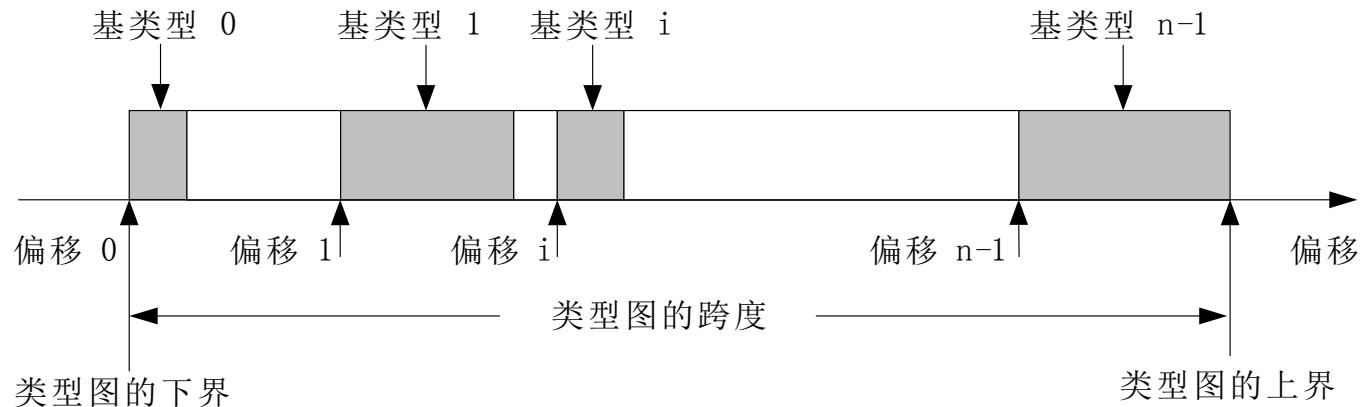 基类型 0 基类型 1 基类型 i 基类型 n-1
偏移 0 偏移 1 偏移 i 偏移 n-1 偏移
类型图的跨度
类型图的下界 类型图的上界